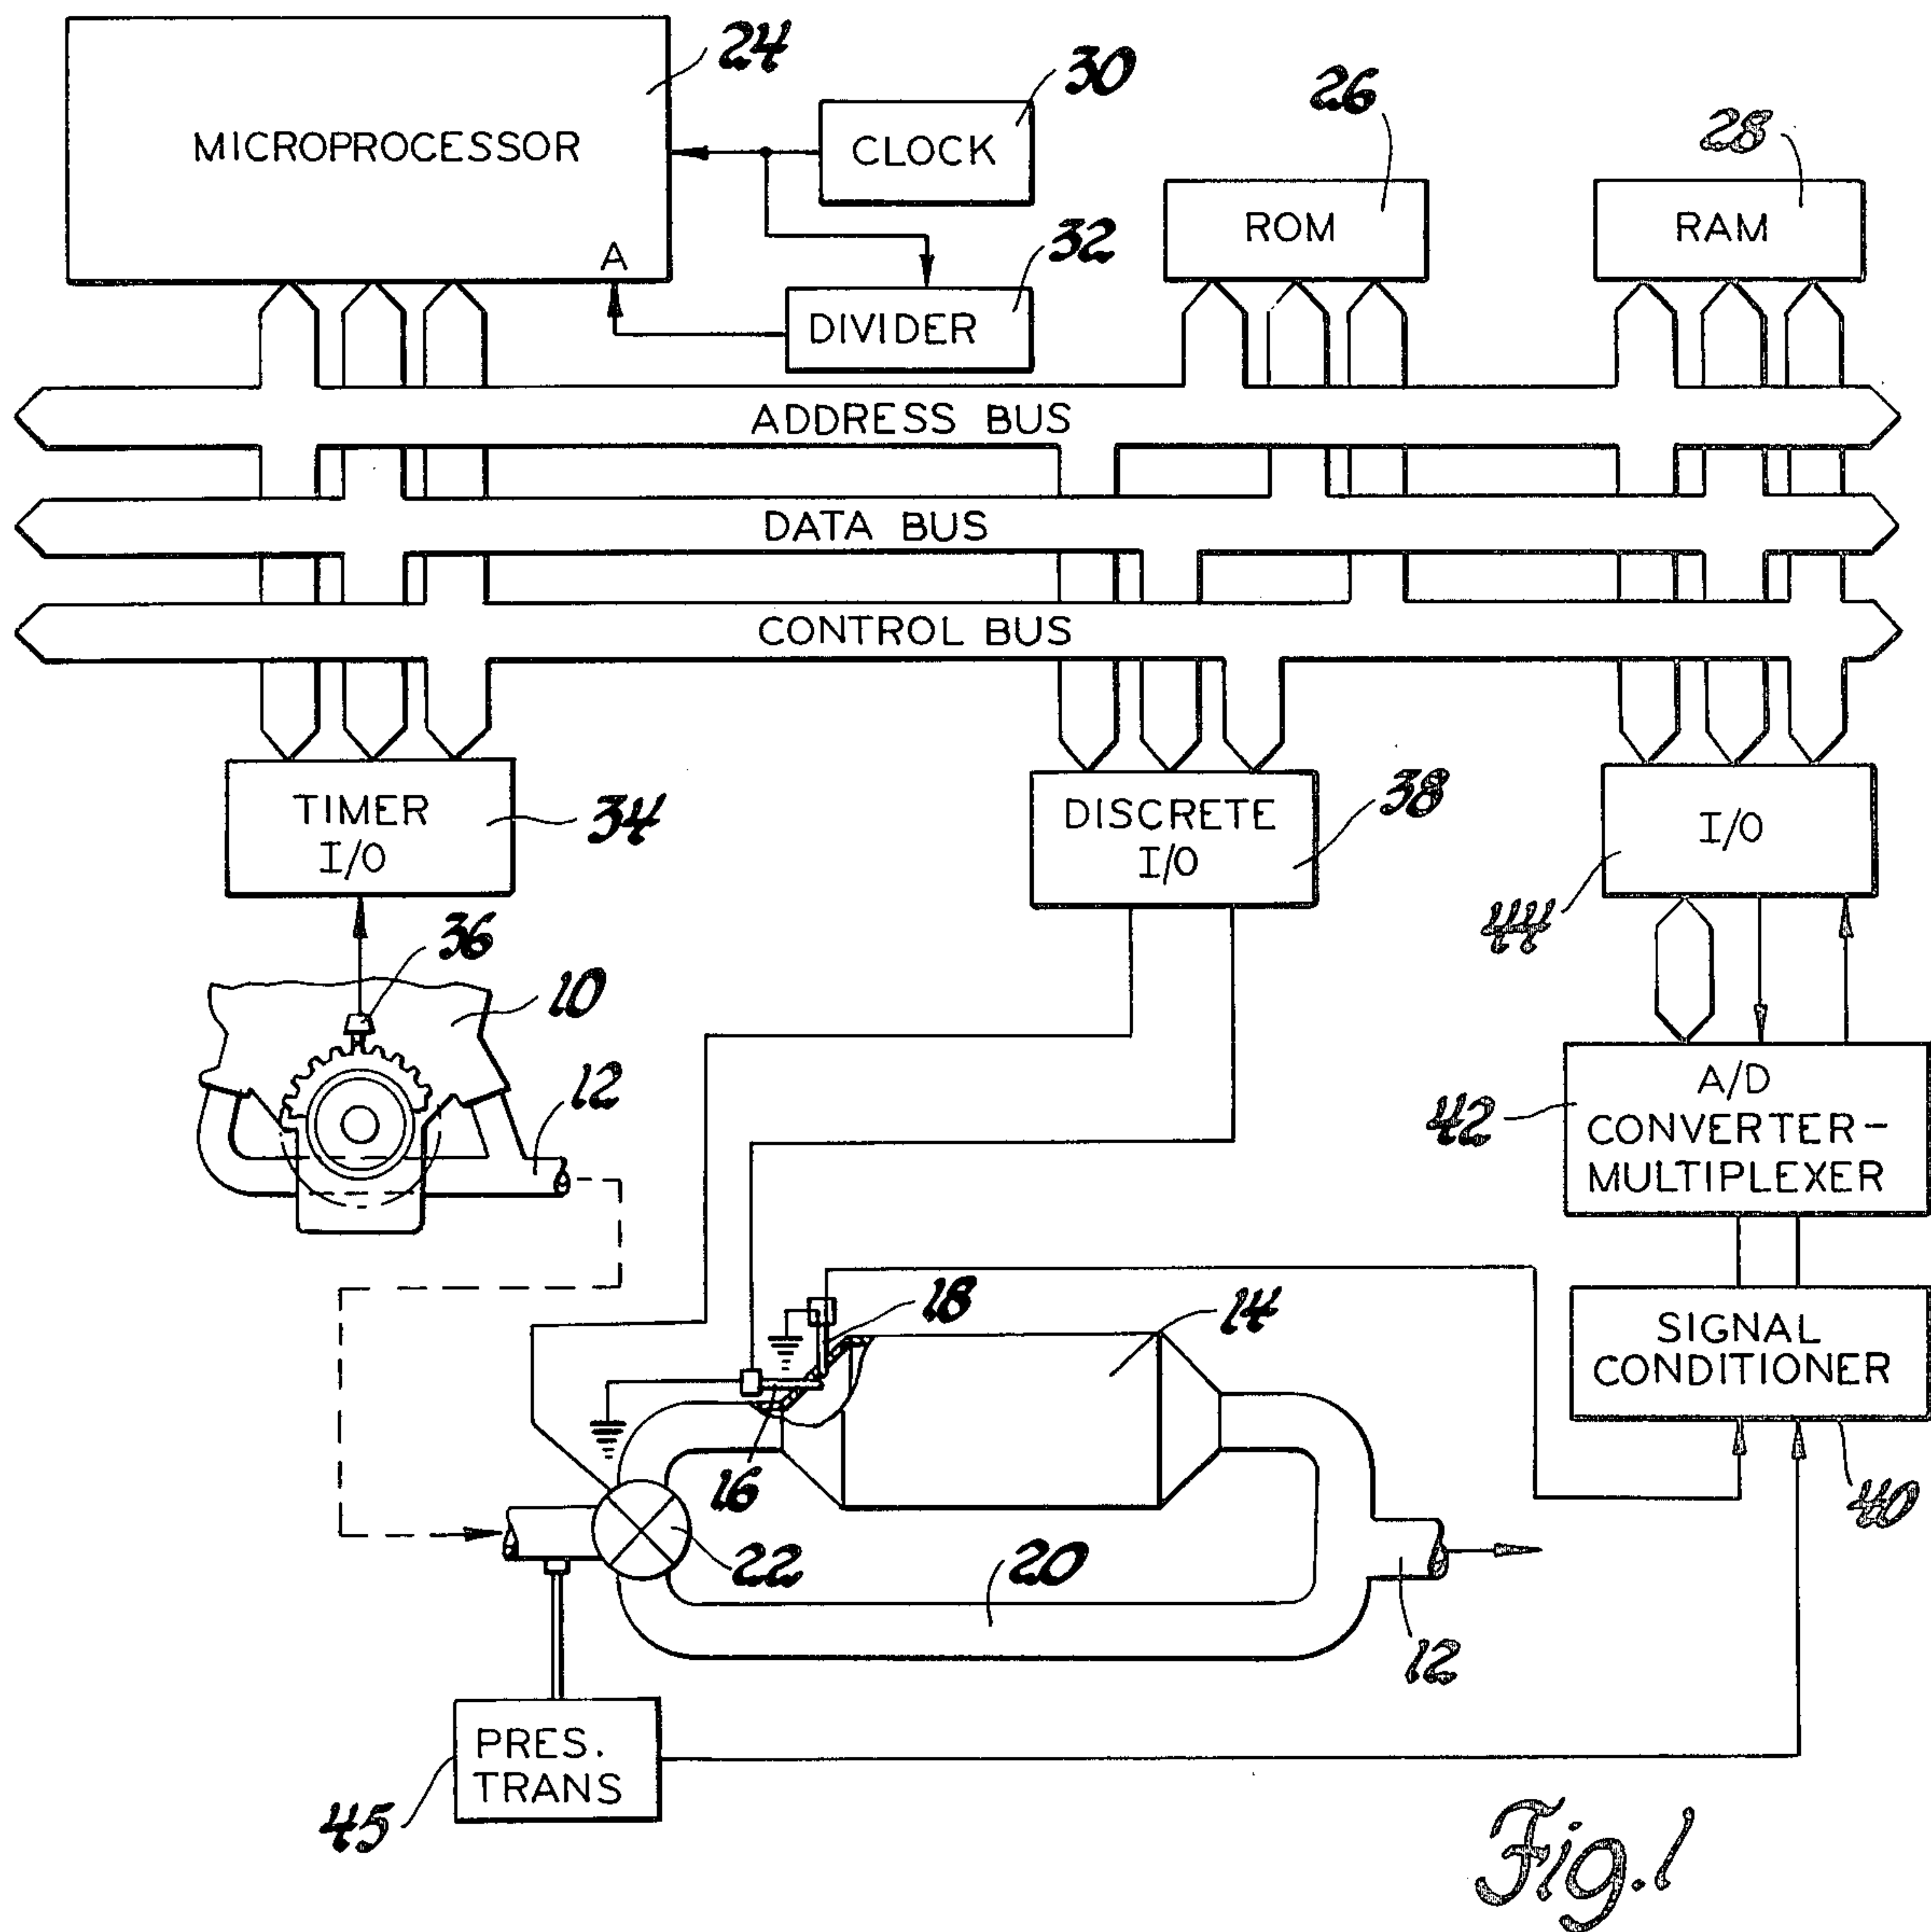 24
30
26
28
MICROPROCESSOR
CLOCK
ROM
RAM
A
32
DIVIDER
ADDRESS BUS
DATA BUS
CONTROL BUS
TIMER
I/O
34
DISCRETE
I/O
38
I/O
44
36
10
12
A/D
CONVERTER-
MULTIPLEXER
42
18
14
SIGNAL
CONDITIONER
16
40
22
20
12
PRES.
TRANS
45
Fig. 1